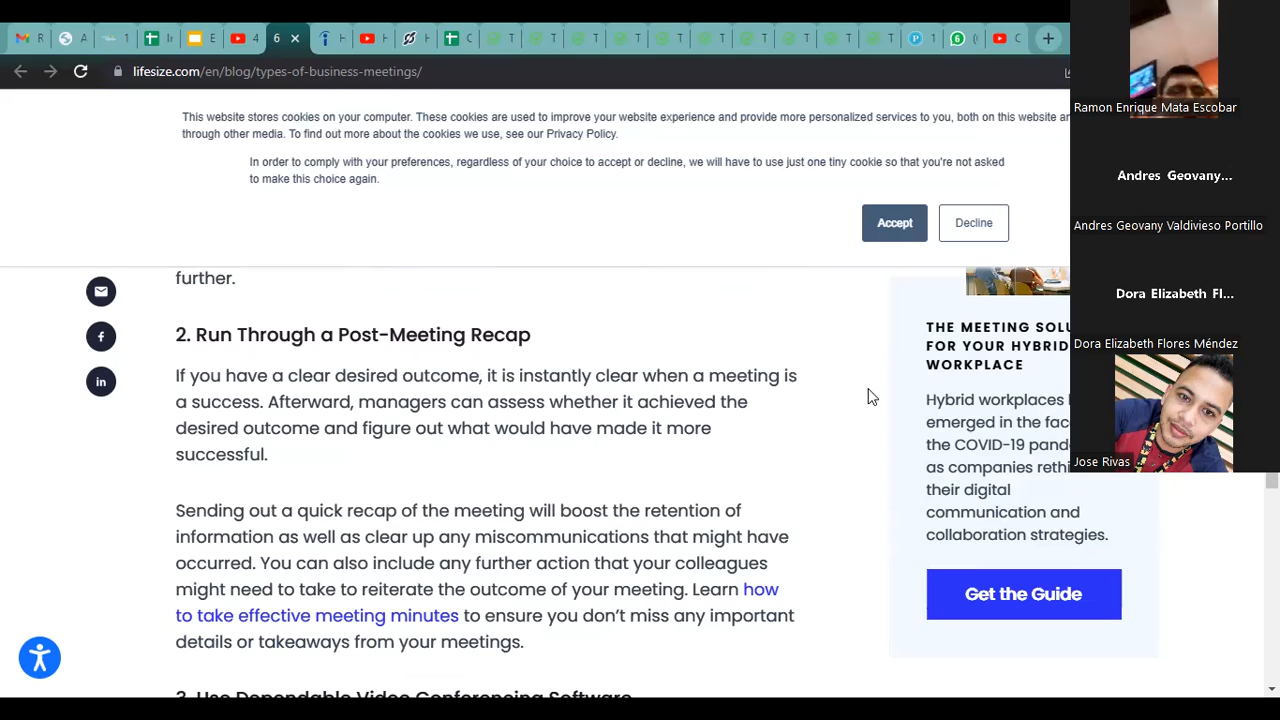 R
A
1
Ir
E
4
6
H
H
H
C
T
T
T
T
T
T
T
T
T
T
1
(
C
lifesize.com/en/blog/types-of-business-meetings/
This website stores cookies on your computer. These cookies are used to improve your website experience and provide more personalized services to you, both on this website an
through other media. To find out more about the cookies we use, see our Privacy Policy.
In order to comply with your preferences, regardless of your choice to accept or decline, we will have to use just one tiny cookie so that you're not asked
to make this choice again.
Accept
Decline
further.
2. Run Through a Post-Meeting Recap
If you have a clear desired outcome, it is instantly clear when a meeting is
a success. Afterward, managers can assess whether it achieved the
desired outcome and figure out what would have made it more
successful.
Sending out a quick recap of the meeting will boost the retention of
information as well as clear up any miscommunications that might have
occurred. You can also include any further action that your colleagues
might need to take to reiterate the outcome of your meeting. Learn how
to take effective meeting minutes to ensure you don't miss any important
details or takeaways from your meetings.
3. Use Dependable Video Conferencing Software
THE MEETING SOLU
FOR YOUR HYBRID
WORKPLACE
Hybrid workplaces
emerged in the fac
the COVID-19 pand
as companies rethi
their digital
communication and
collaboration strategies.
Get the Guide
Ramon Enrique Mata Escobar
Andres Geovany...
Andres Geovany Valdivieso Portillo
Dora Elizabeth Fl...
Dora Elizabeth Flores Méndez
Jose Rivas